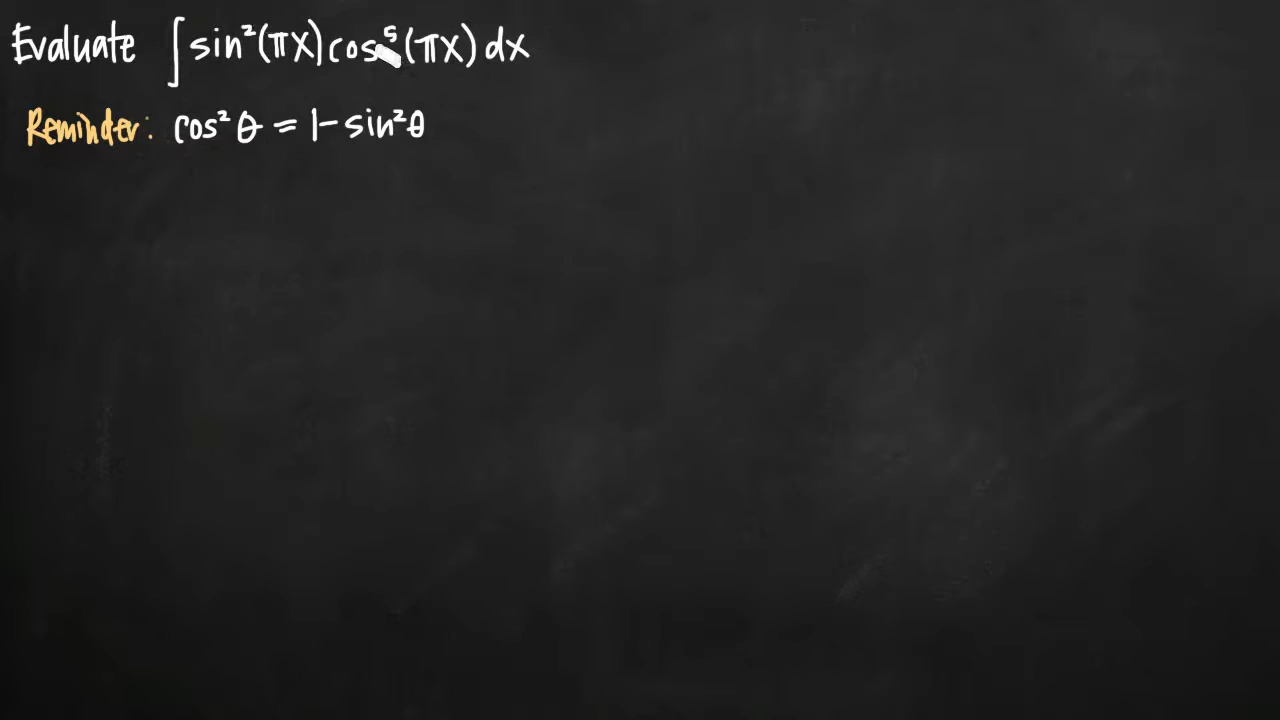 Evaluate ∫ sin²(πx) cos⁵(πx) dx
Reminder: cos²θ = 1 - sin²θ